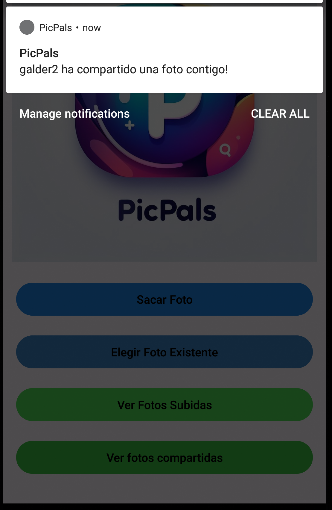 PicPals • now
PicPals
galder2 ha compartido una foto contigo!
Manage notifications CLEAR ALL
P
PicPals
Sacar Foto
Elegir Foto Existente
Ver Fotos Subidas
Ver fotos compartidas